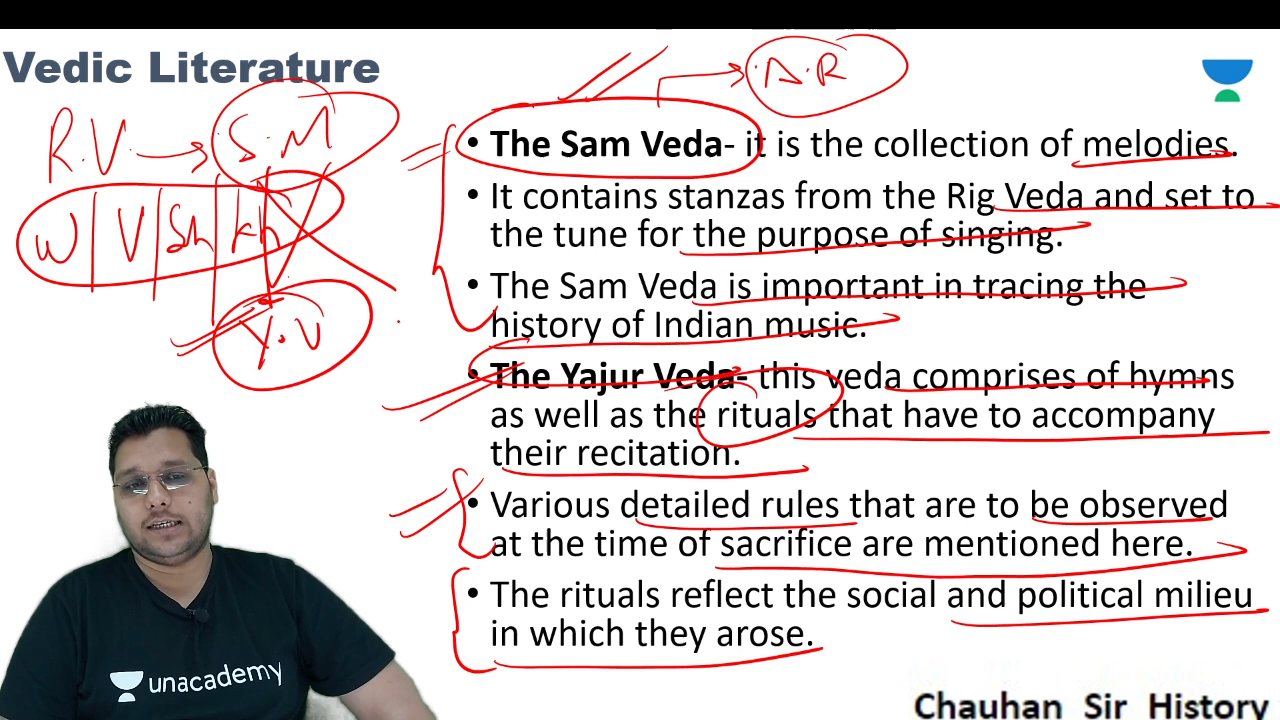 Vedic Literature
R.V. → S.M
W | V | Sh | kh
Y.V
A.R
• The Sam Veda- it is the collection of melodies.
• It contains stanzas from the Rig Veda and set to
the tune for the purpose of singing.
• The Sam Veda is important in tracing the
history of Indian music.
• The Yajur Veda- this veda comprises of hymns
as well as the rituals that have to accompany
their recitation.
• Various detailed rules that are to be observed
at the time of sacrifice are mentioned here.
• The rituals reflect the social and political milieu
in which they arose.
unacademy
Chauhan Sir History